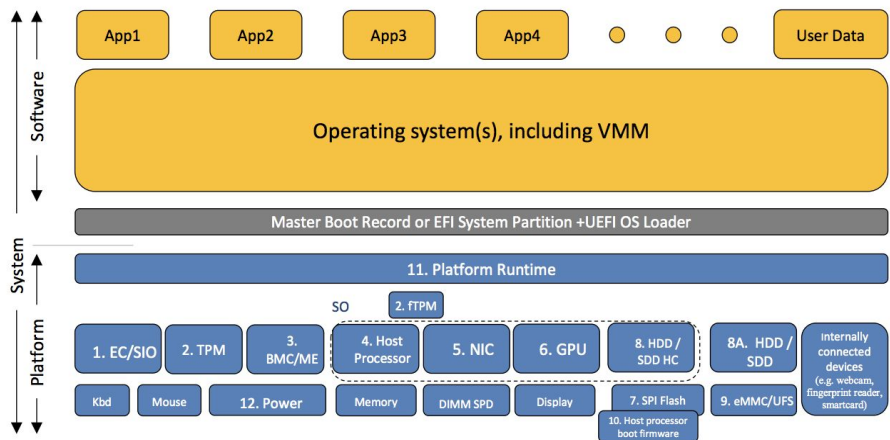 App1
App2
App3
App4
User Data
Software
Operating system(s), including VMM
Master Boot Record or EFI System Partition +UEFI OS Loader
System
11. Platform Runtime
Platform
SO
2. fTPM
1. EC/SIO
2. TPM
3.
BMC/ME
4. Host
Processor
5. NIC
6. GPU
8. HDD /
SDD HC
8A. HDD /
SDD
Internally
connected
devices
(e.g. webcam,
fingerprint reader,
smartcard)
Kbd
Mouse
12. Power
Memory
DIMM SPD
Display
7. SPI Flash
9. eMMC/UFS
10. Host processor
boot firmware